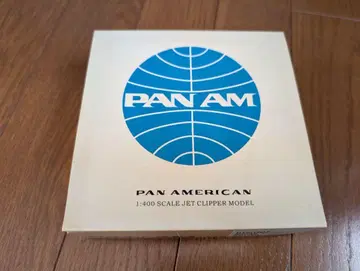 PAN AM
PAN AMERICAN
1:400 SCALE JET CLIPPER MODEL